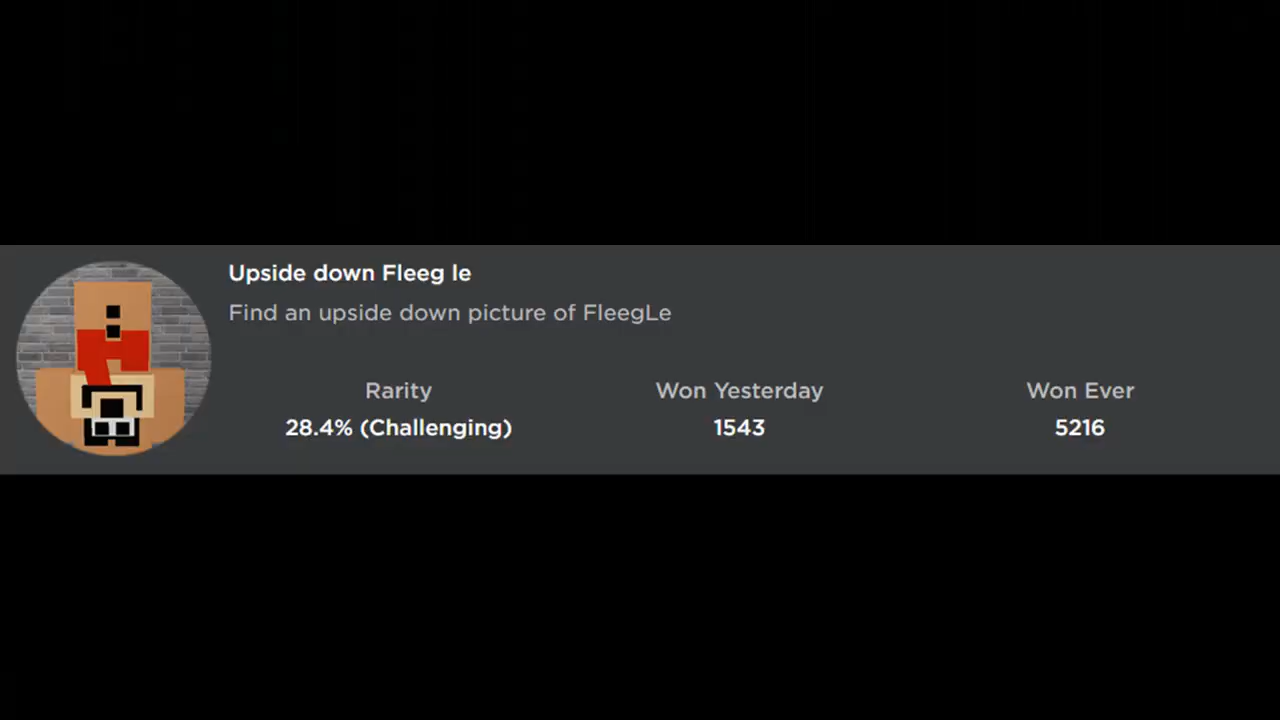 Upside down Fleeg le
Find an upside down picture of FleegLe
Rarity Won Yesterday Won Ever
28.4% (Challenging) 1543 5216